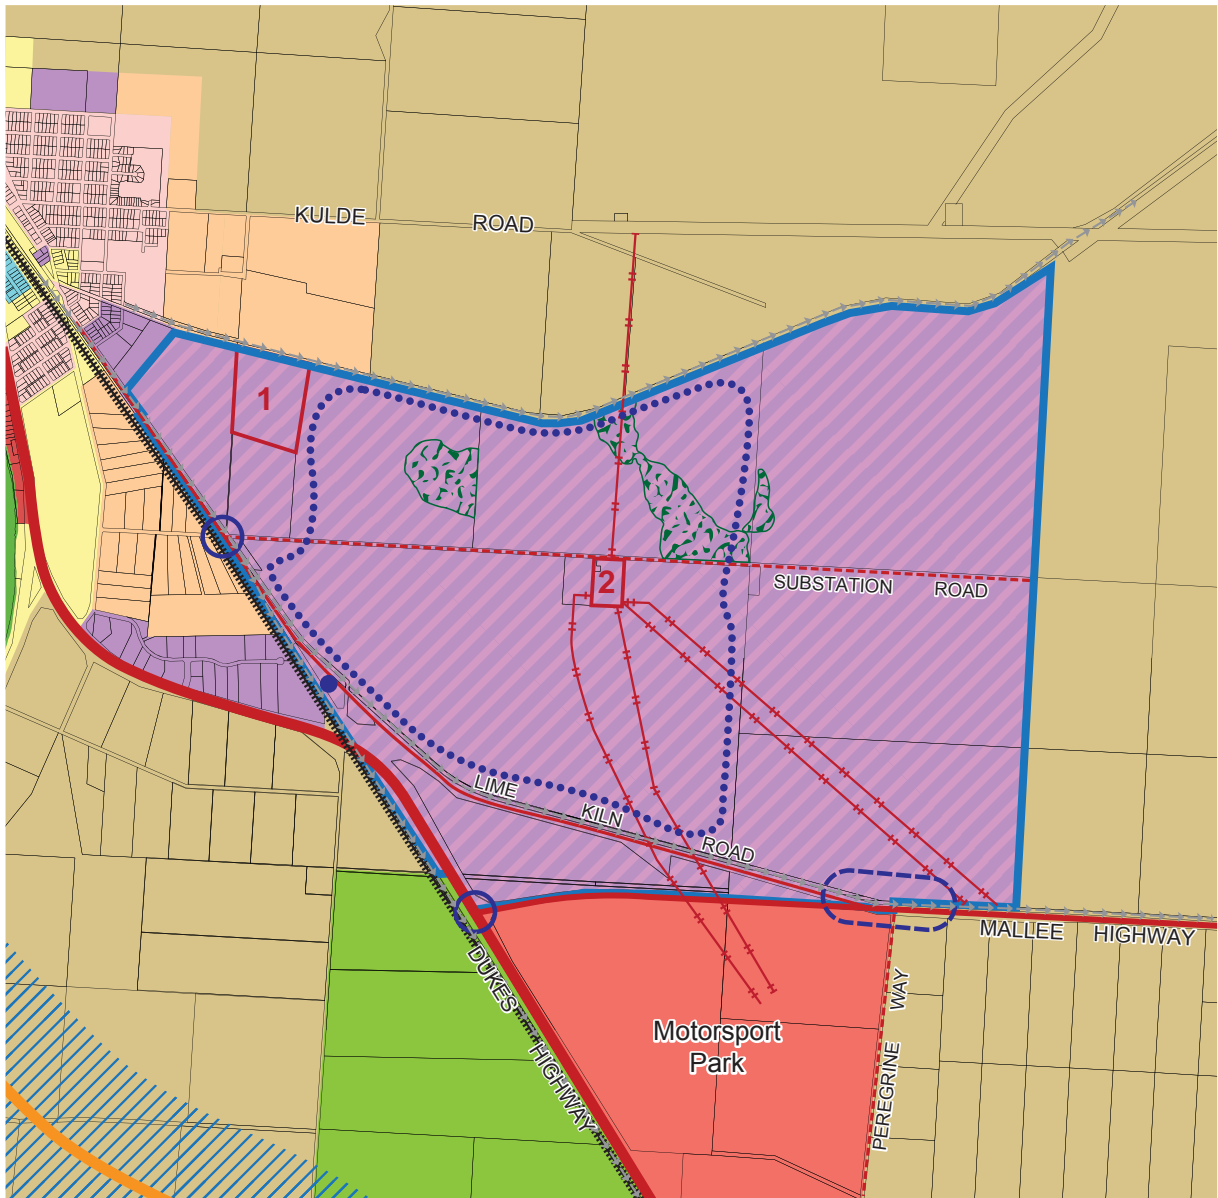 KULDE ROAD
1
2
SUBSTATION ROAD
LIME KILN ROAD
MALLEE HIGHWAY
DUKES HIGHWAY
PEREGRINE WAY
Motorsport
Park